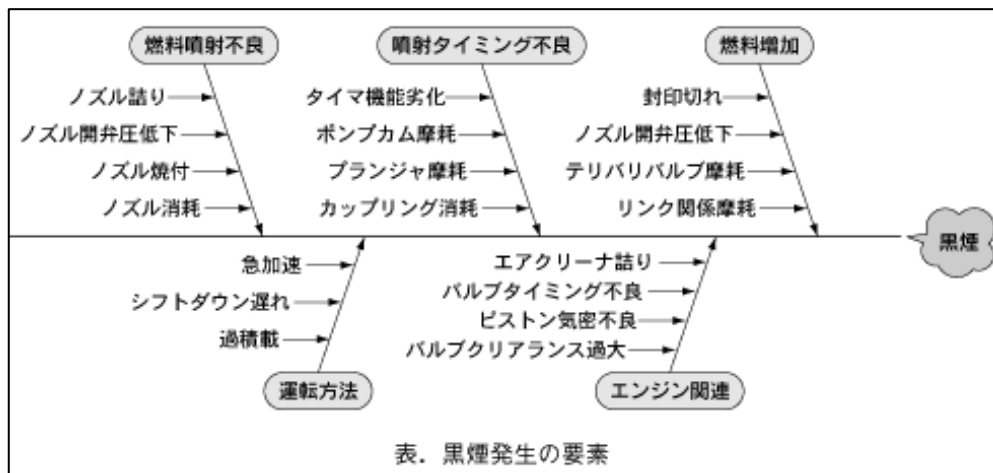 燃料噴射不良
噴射タイミング不良
燃料増加
ノズル詰り
ノズル開弁圧低下
ノズル焼付
ノズル消耗
タイマ機能劣化
ポンプカム摩耗
プランジャ摩耗
カップリング消耗
封印切れ
ノズル開弁圧低下
テリバリバルブ摩耗
リンク関係摩耗
黒煙
急加速
シフトダウン遅れ
過積載
エアクリーナ詰り
バルブタイミング不良
ピストン気密不良
バルブクリアランス過大
運転方法
エンジン関連
表．黒煙発生の要素